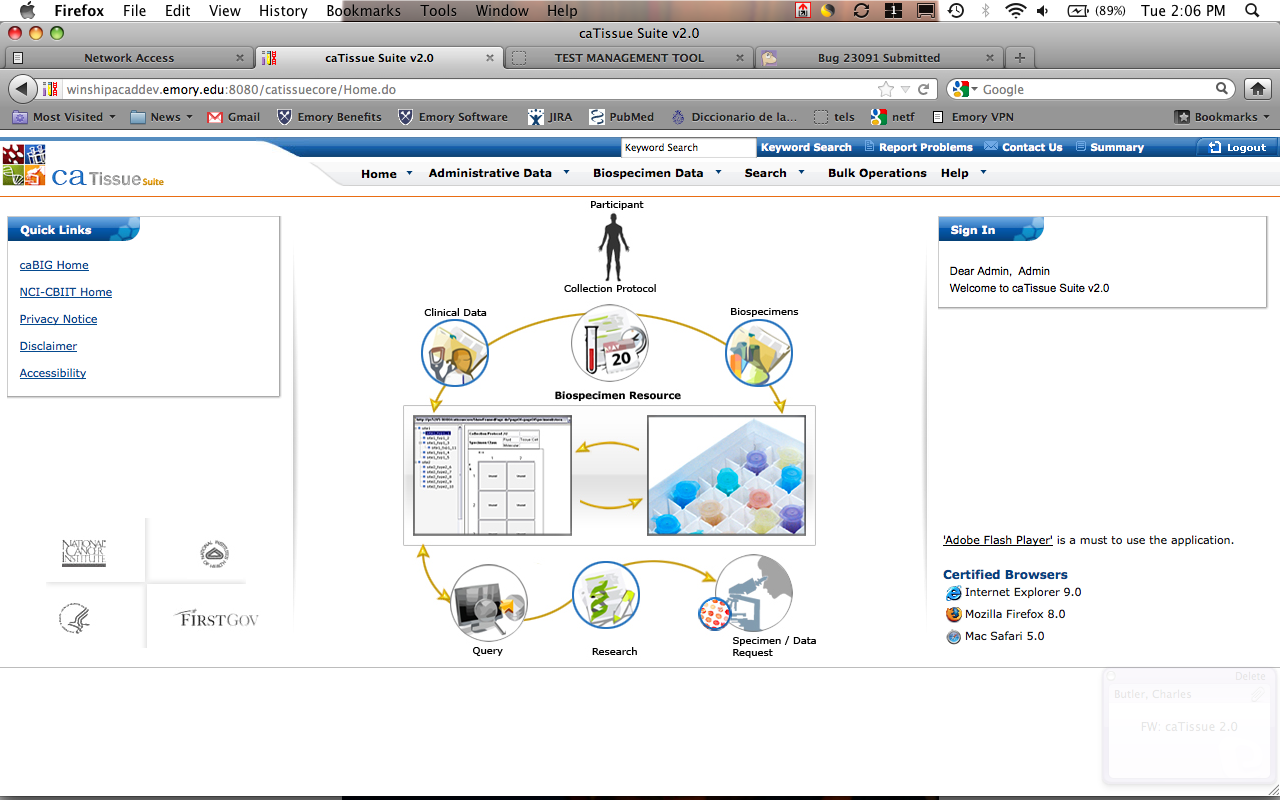 Firefox File Edit View History Bookmarks Tools Window Help (89%) Tue 2:06 PM
caTissue Suite v2.0
Network Access caTissue Suite v2.0 TEST MANAGEMENT TOOL Bug 23091 Submitted
winshipacaddev.emory.edu:8080/catissuecore/Home.do Google
Most Visited News Gmail Emory Benefits Emory Software JIRA PubMed Diccionario de la... tels netf Emory VPN Bookmarks
Keyword Search Keyword Search Report Problems Contact Us Summary Logout
ca Tissue Suite
Home Administrative Data Biospecimen Data Search Bulk Operations Help
Quick Links
caBIG Home
NCI-CBIIT Home
Privacy Notice
Disclaimer
Accessibility
NATIONAL
CANCER
INSTITUTE
FIRSTGOV
Participant
Collection Protocol
Clinical Data
MAY
20
Biospecimens
Biospecimen Resource
Query
Research
Specimen / Data
Request
Sign In
Dear Admin, Admin
Welcome to caTissue Suite v2.0
'Adobe Flash Player' is a must to use the application.
Certified Browsers
Internet Explorer 9.0
Mozilla Firefox 8.0
Mac Safari 5.0
Delete
Butler, Charles
FW: caTissue 2.0